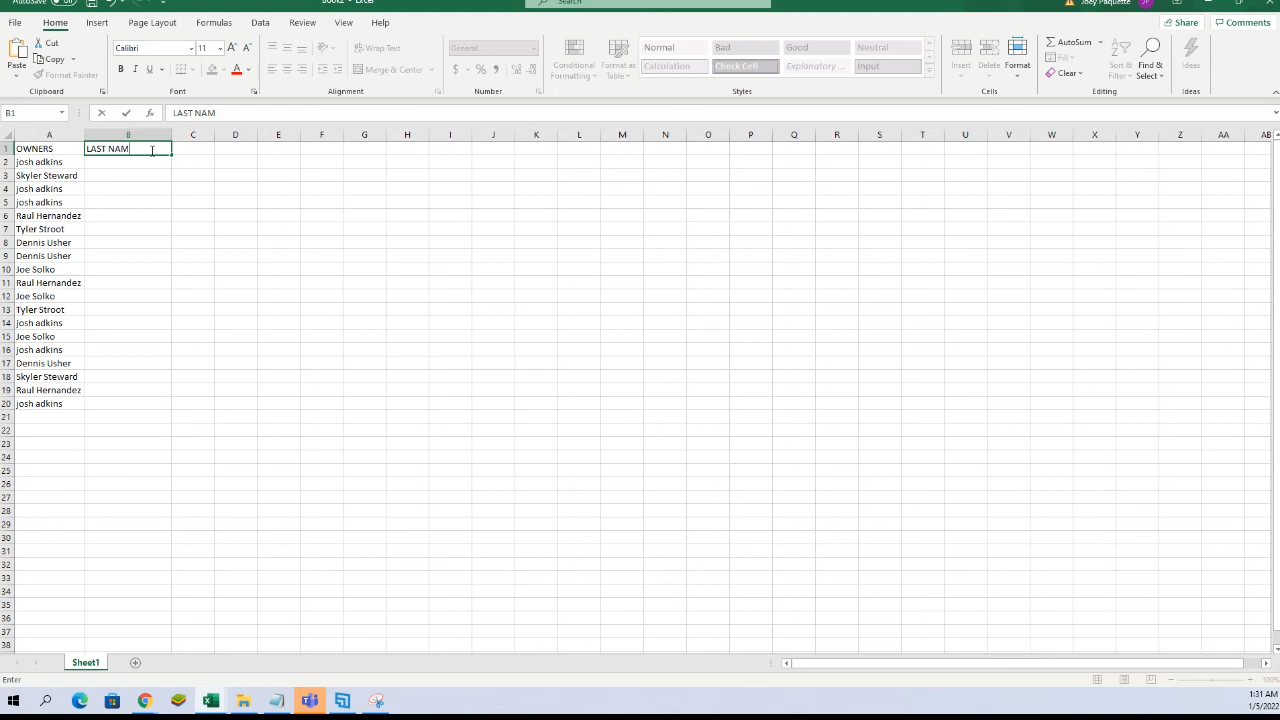 AutoSave Off Book2 - Excel Search Joey Paquette JP
File Home Insert Page Layout Formulas Data Review View Help Share Comments
Paste Cut Copy Format Painter Clipboard
Calibri 11 A A B I U A Font
Wrap Text Merge & Center Alignment
General $ % 9 Number
Conditional Formatting Format as Table Normal Bad Good Neutral Calculation Check Cell Explanatory ... Input Styles
Insert Delete Format Cells
AutoSum Fill Clear Sort & Filter Find & Select Editing
Ideas Ideas
B1 fx LAST NAM
A B C D E F G H I J K L M N O P Q R S T U V W X Y Z AA AB
1 OWNERS LAST NAM
2 josh adkins
3 Skyler Steward
4 josh adkins
5 josh adkins
6 Raul Hernandez
7 Tyler Stroot
8 Dennis Usher
9 Dennis Usher
10 Joe Solko
11 Raul Hernandez
12 Joe Solko
13 Tyler Stroot
14 josh adkins
15 Joe Solko
16 josh adkins
17 Dennis Usher
18 Skyler Steward
19 Raul Hernandez
20 josh adkins
21
22
23
24
25
26
27
28
29
30
31
32
33
34
35
36
37
38
Sheet1
Enter 100%
1:31 AM
1/5/2022